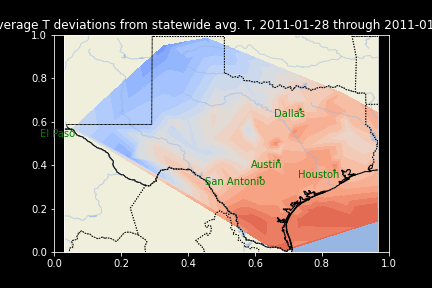 verage T deviations from statewide avg. T, 2011-01-28 through 2011-01
1.0
0.8
0.6
0.4
0.2
0.0
El Paso
Dallas
Austin
Houston
San Antonio
0.0 0.2 0.4 0.6 0.8 1.0